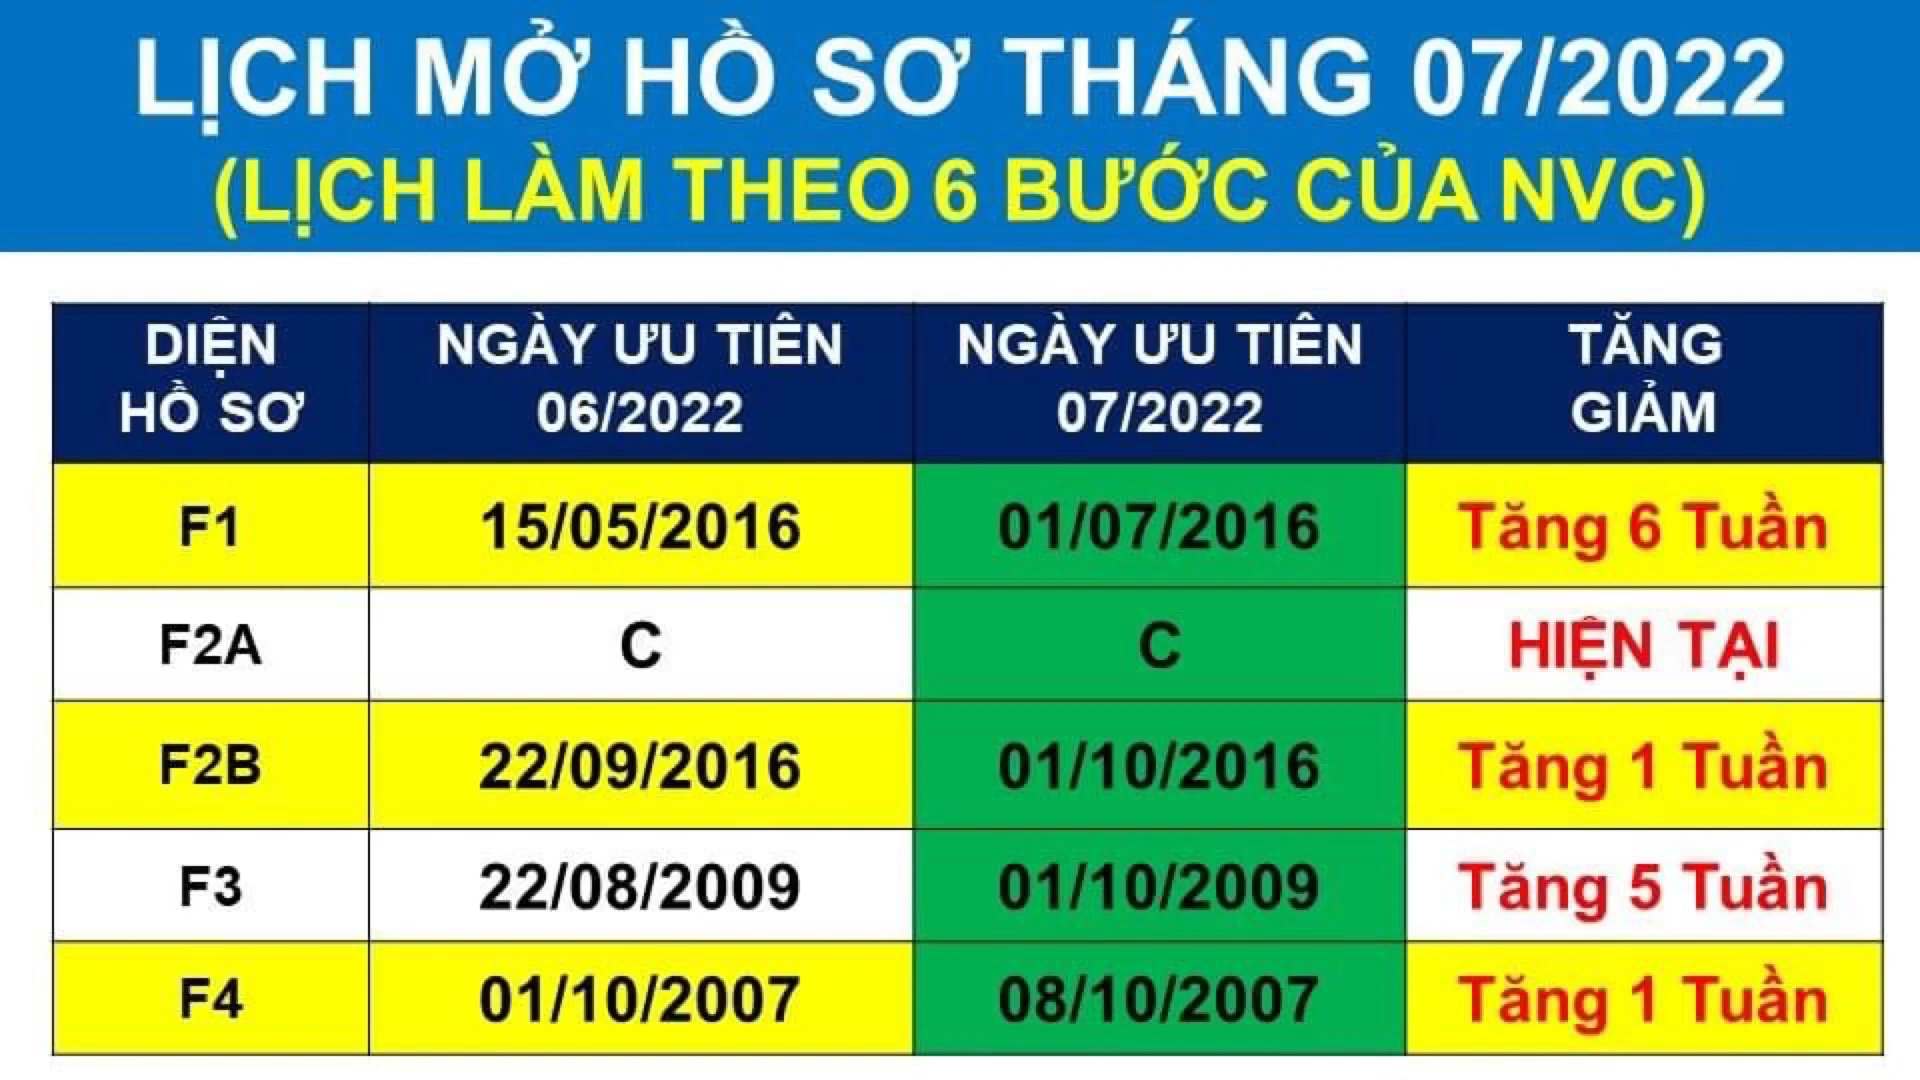 LỊCH MỞ HỒ SƠ THÁNG 07/2022
(LỊCH LÀM THEO 6 BƯỚC CỦA NVC)
DIỆN HỒ SƠ NGÀY ƯU TIÊN 06/2022 NGÀY ƯU TIÊN 07/2022 TĂNG GIẢM
F1 15/05/2016 01/07/2016 Tăng 6 Tuần
F2A C C HIỆN TẠI
F2B 22/09/2016 01/10/2016 Tăng 1 Tuần
F3 22/08/2009 01/10/2009 Tăng 5 Tuần
F4 01/10/2007 08/10/2007 Tăng 1 Tuần